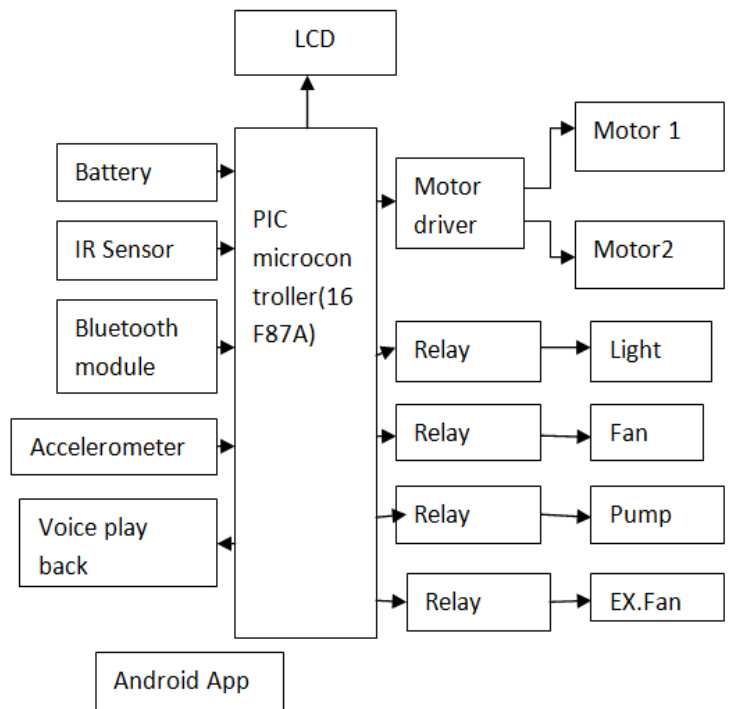 LCD
Battery
IR Sensor
Bluetooth
module
Accelerometer
Voice play
back
PIC
microcon
troller(16
F87A)
Motor
driver
Motor 1
Motor2
Relay
Light
Relay
Fan
Relay
Pump
Relay
EX.Fan
Android App